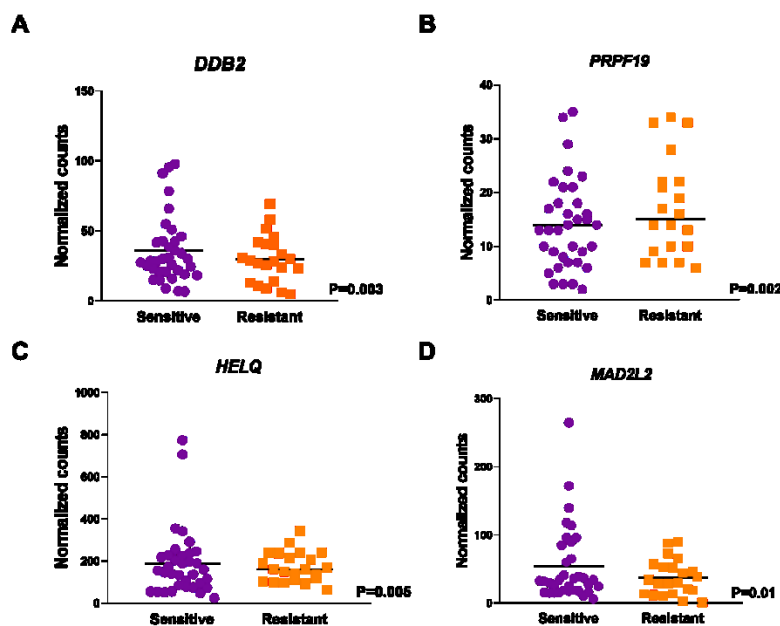 A
DDB2
Normalized counts
150
100
50
0
Sensitive
Resistant
P=0.003
B
PRPF19
Normalized counts
40
30
20
10
0
Sensitive
Resistant
P=0.002
C
HELQ
Normalized counts
1000
800
600
400
200
0
Sensitive
Resistant
P=0.005
D
MAD2L2
Normalized counts
300
200
100
0
Sensitive
Resistant
P=0.01